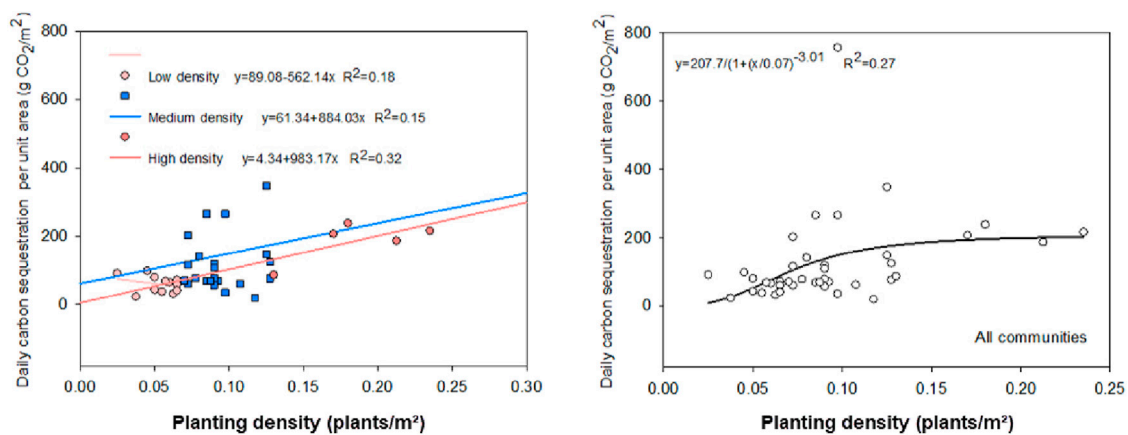 800
600
400
200
0
Daily carbon sequestration per unit area (g CO2/m2)
Low density y=89.08-562.14x R2=0.18
Medium density y=61.34+884.03x R2=0.15
High density y=4.34+983.17x R2=0.32
0.00 0.05 0.10 0.20 0.25 0.30
Planting density (plants/m²)
800
600
400
200
0
Daily carbon sequestration per unit area (g CO2/m2)
y=207.7/(1+(x/0.07)-3.01 R2=0.27
All communities
0.00 0.05 0.10 0.15 0.20 0.25
Planting density (plants/m²)